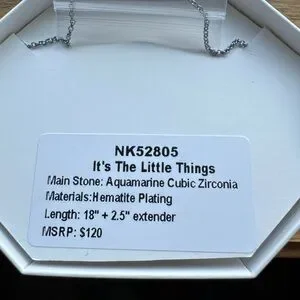 NK52805
It's The Little Things
Main Stone: Aquamarine Cubic Zirconia
Materials:Hematite Plating
Length: 18" + 2.5" extender
MSRP: $120